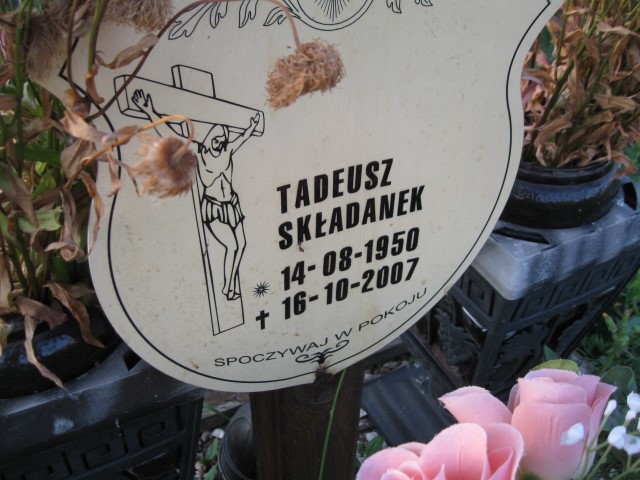 TADEUSZ
SKŁADANEK
14-08-1950
16-10-2007
SPOCZYWAJ W POKOJU